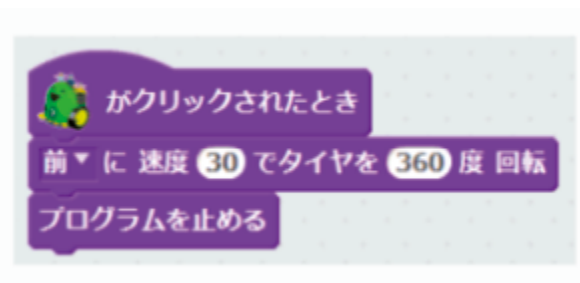 がクリックされたとき
前 に 速度 30 でタイヤを 360 度 回転
プログラムを止める